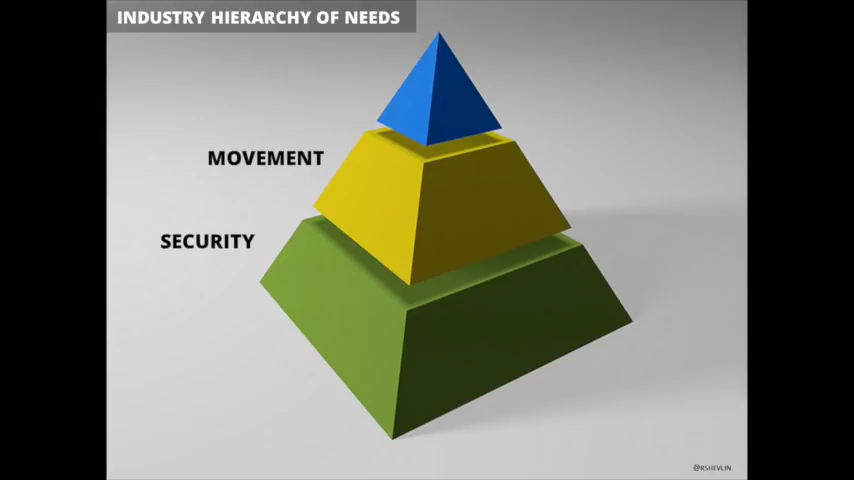 INDUSTRY HIERARCHY OF NEEDS
MOVEMENT
SECURITY
@RSHEVLIN